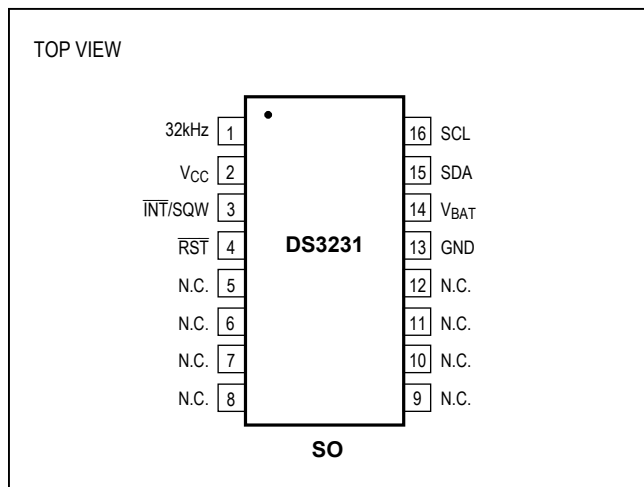 TOP VIEW
32kHz 1 16 SCL
VCC 2 15 SDA
INT/SQW 3 14 VBAT
RST 4 DS3231 13 GND
N.C. 5 12 N.C.
N.C. 6 11 N.C.
N.C. 7 10 N.C.
N.C. 8 9 N.C.
SO